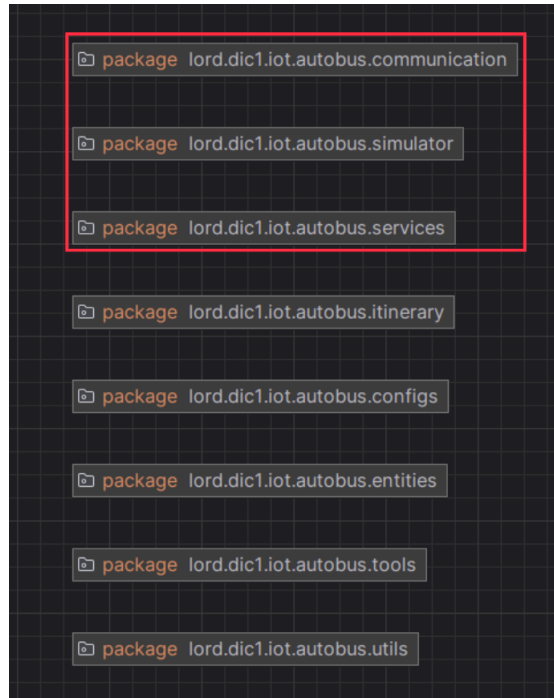 package lord.dic1.iot.autobus.communication
package lord.dic1.iot.autobus.simulator
package lord.dic1.iot.autobus.services
package lord.dic1.iot.autobus.itinerary
package lord.dic1.iot.autobus.configs
package lord.dic1.iot.autobus.entities
package lord.dic1.iot.autobus.tools
package lord.dic1.iot.autobus.utils